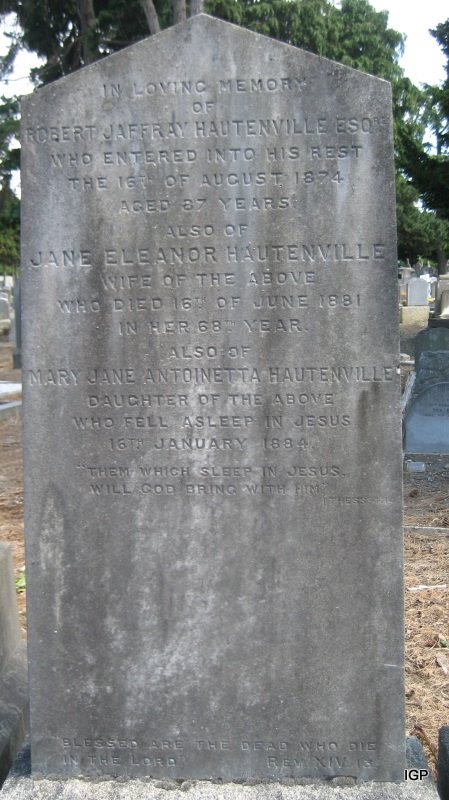 IN LOVING MEMORY
OF
ROBERT JAFFRAY HAUTENVILLE ESQRE
WHO ENTERED INTO HIS REST
THE 16TH OF AUGUST 1874
AGED 87 YEARS
ALSO OF
JANE ELEANOR HAUTENVILLE
WIFE OF THE ABOVE
WHO DIED 16TH OF JUNE 1881
IN HER 68TH YEAR.
ALSO OF
MARY JANE ANTOINETTA HAUTENVILLE
DAUGHTER OF THE ABOVE
WHO FELL ASLEEP IN JESUS
16TH JANUARY 1884.
"THEM WHICH SLEEP IN JESUS.
WILL GOD BRING WITH HIM"
THESS
"BLESSED ARE THE DEAD WHO DIE
IN THE LORD" REV XIV. 13.
IGP